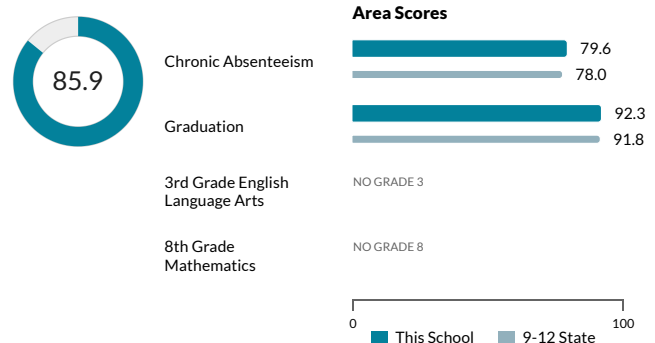 Area Scores
85.9
Chronic Absenteeism
79.6
78.0
Graduation
92.3
91.8
3rd Grade English
Language Arts
NO GRADE 3
8th Grade
Mathematics
NO GRADE 8
0
100
This School
9-12 State